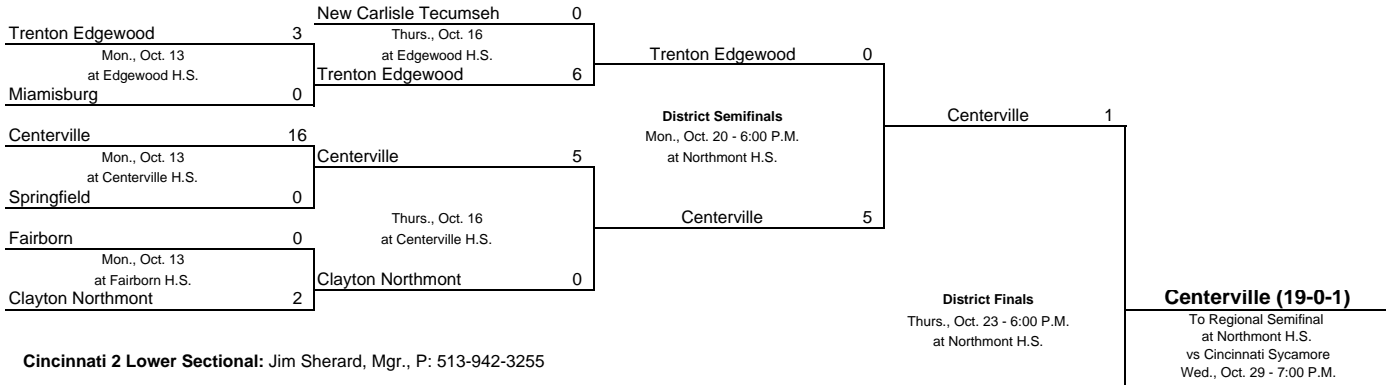 New Carlisle Tecumseh 0
Trenton Edgewood 3
Thurs., Oct. 16
Mon., Oct. 13
at Edgewood H.S.
Trenton Edgewood 0
at Edgewood H.S.
Trenton Edgewood 6
Miamisburg 0
District Semifinals
Centerville 1
Centerville 16
Mon., Oct. 20 - 6:00 P.M.
Mon., Oct. 13
Centerville 5
at Northmont H.S.
at Centerville H.S.
Springfield 0
Thurs., Oct. 16
Centerville 5
Fairborn 0
at Centerville H.S.
Mon., Oct. 13
at Fairborn H.S.
Clayton Northmont 0
Clayton Northmont 2
District Finals
Centerville (19-0-1)
Thurs., Oct. 23 - 6:00 P.M.
To Regional Semifinal
at Northmont H.S.
at Northmont H.S.
vs Cincinnati Sycamore
Cincinnati 2 Lower Sectional: Jim Sherard, Mgr., P: 513-942-3255
Wed., Oct. 29 - 7:00 P.M.